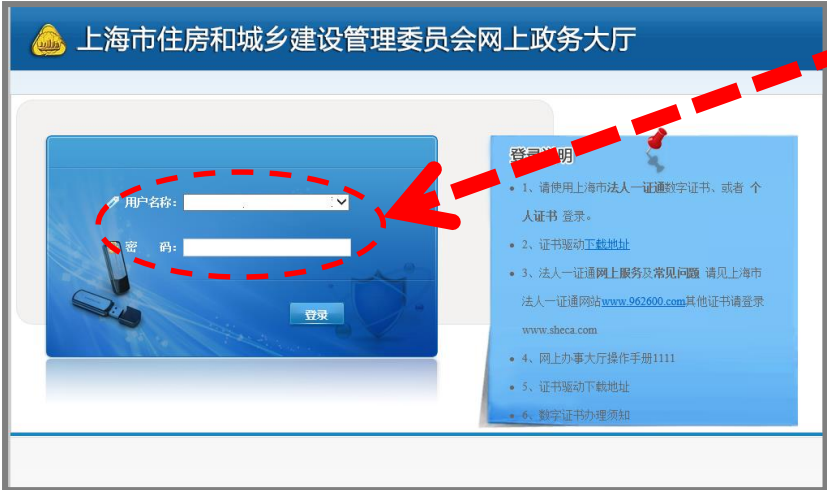 上海市住房和城乡建设管理委员会网上政务大厅
用户名称:
密 码:
登录
登录说明
• 1、请使用上海市法人一证通数字证书、或者 个
人证书 登录。
• 2、证书驱动下载地址
• 3、法人一证通网上服务及常见问题 请见上海市
法人一证通网站www.962600.com其他证书请登录
www.sheca.com
• 4、网上办事大厅操作手册1111
• 5、证书驱动下载地址
• 6、数字证书办理须知